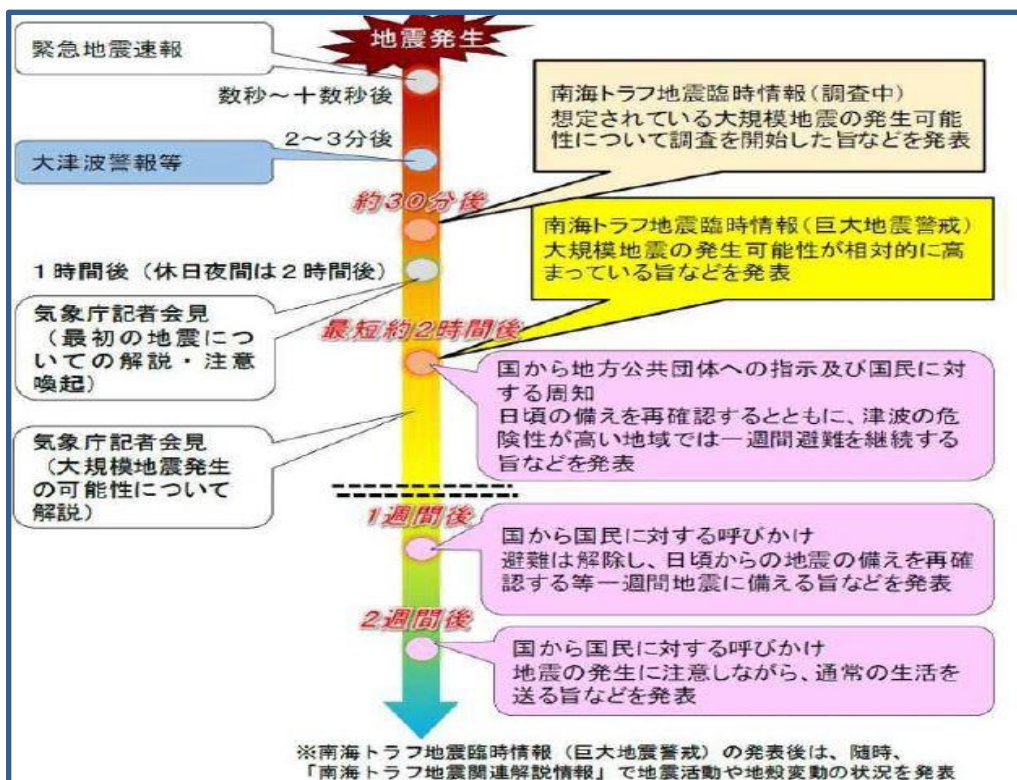 地震発生
緊急地震速報
数秒～十数秒後
2～3分後
大津波警報等
約30分後
南海トラフ地震臨時情報(調査中)
想定されている大規模地震の発生可能
性について調査を開始した旨などを発表
南海トラフ地震臨時情報(巨大地震警戒)
大規模地震の発生可能性が相対的に高
まっている旨などを発表
1時間後（休日夜間は2時間後）
気象庁記者会見
（最初の地震につ
いての解説・注意
喚起）
最短約2時間後
国から地方公共団体への指示及び国民に対
する周知
日頃の備えを再確認するとともに、津波の危
険性が高い地域では一週間避難を継続する
旨などを発表
気象庁記者会見
（大規模地震発生
の可能性について
解説）
1週間後
国から国民に対する呼びかけ
避難は解除し、日頃からの地震の備えを再確
認する等一週間地震に備える旨などを発表
2週間後
国から国民に対する呼びかけ
地震の発生に注意しながら、通常の生活を
送る旨などを発表
※南海トラフ地震臨時情報（巨大地震警戒）の発表後は、随時、
「南海トラフ地震関連解説情報」で地震活動や地殻変動の状況を発表